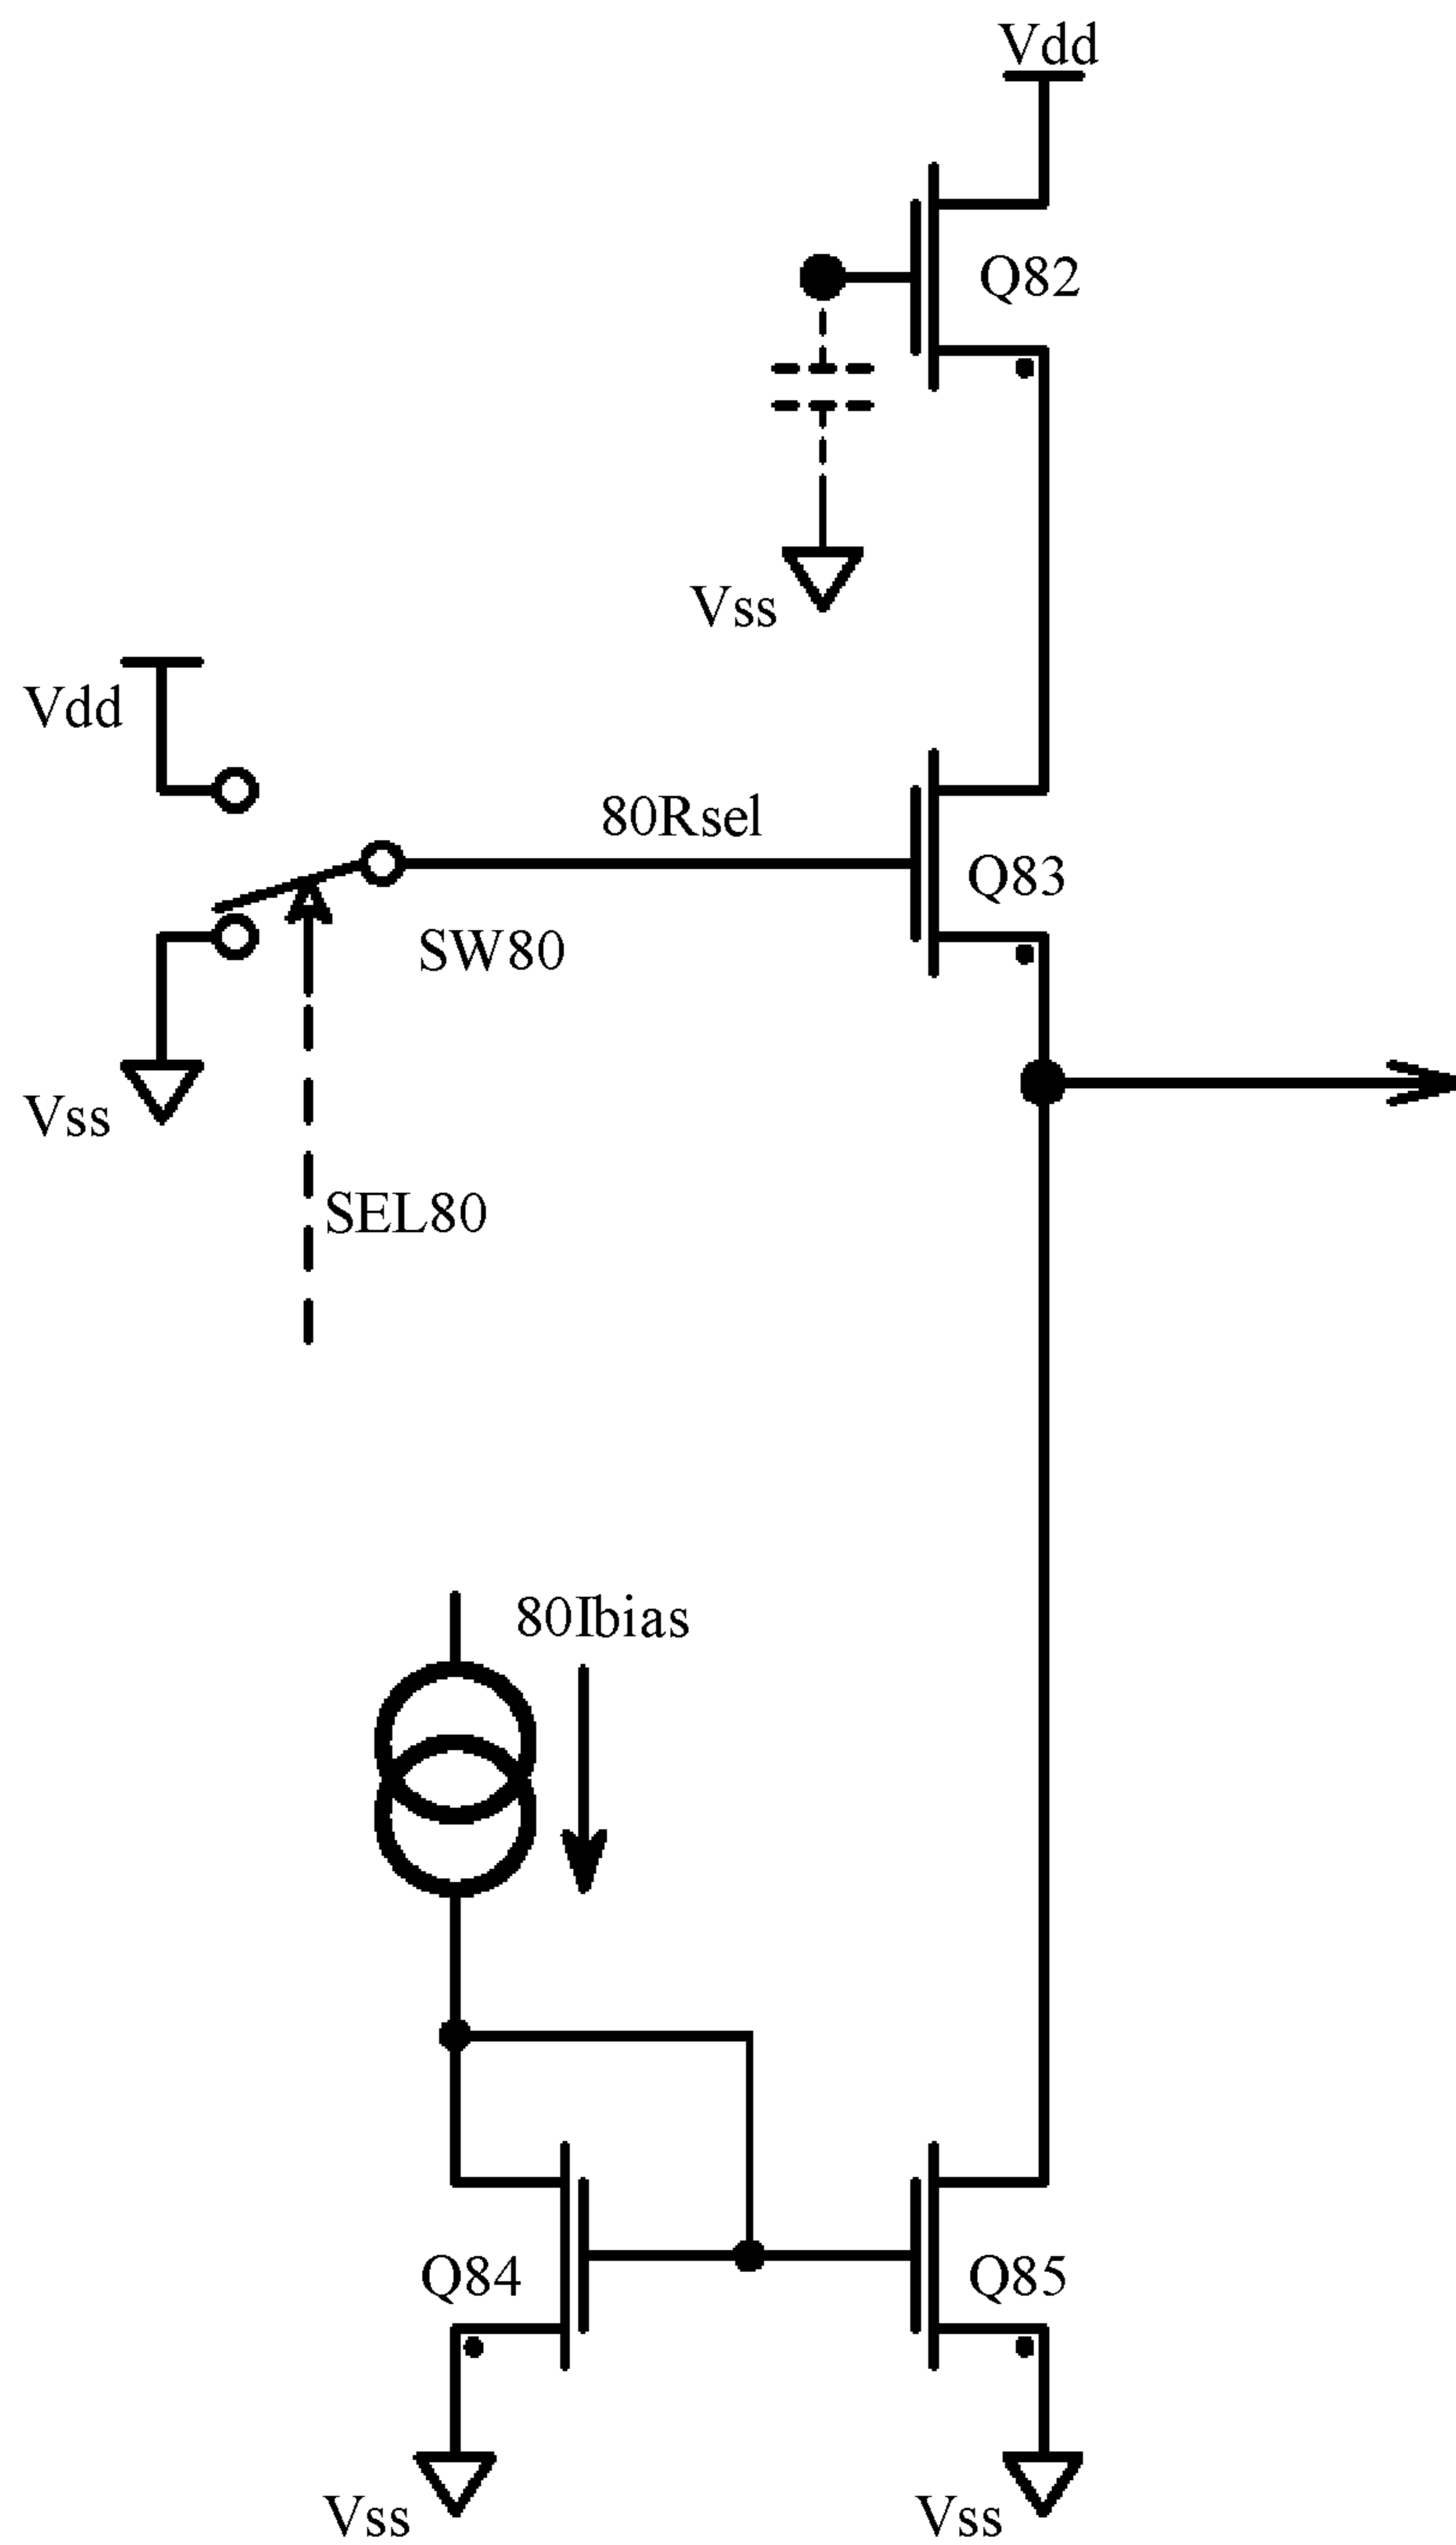 Vdd
Q82
Vss
Vdd
80Rsel
Q83
SW80
Vss
SEL80
80Ibias
Q84
Q85
Vss
Vss